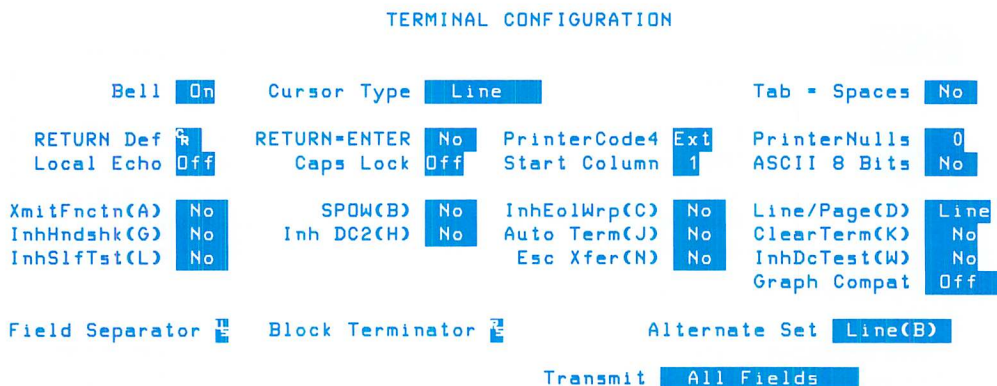 TERMINAL CONFIGURATION
Bell On Cursor Type Line Tab = Spaces No
RETURN Def CR RETURN=ENTER No PrinterCode4 Ext PrinterNulls 0
Local Echo Off Caps Lock Off Start Column 1 ASCII 8 Bits No
XmitFnctn(A) No SPOW(B) No InhEolWrp(C) No Line/Page(D) Line
InhHndshk(G) No Inh DC2(H) No Auto Term(J) No ClearTerm(K) No
InhSlfTst(L) No Esc Xfer(N) No InhDcTest(W) No
Graph Compat Off
Field Separator US Block Terminator RS Alternate Set Line(B)
Transmit All Fields